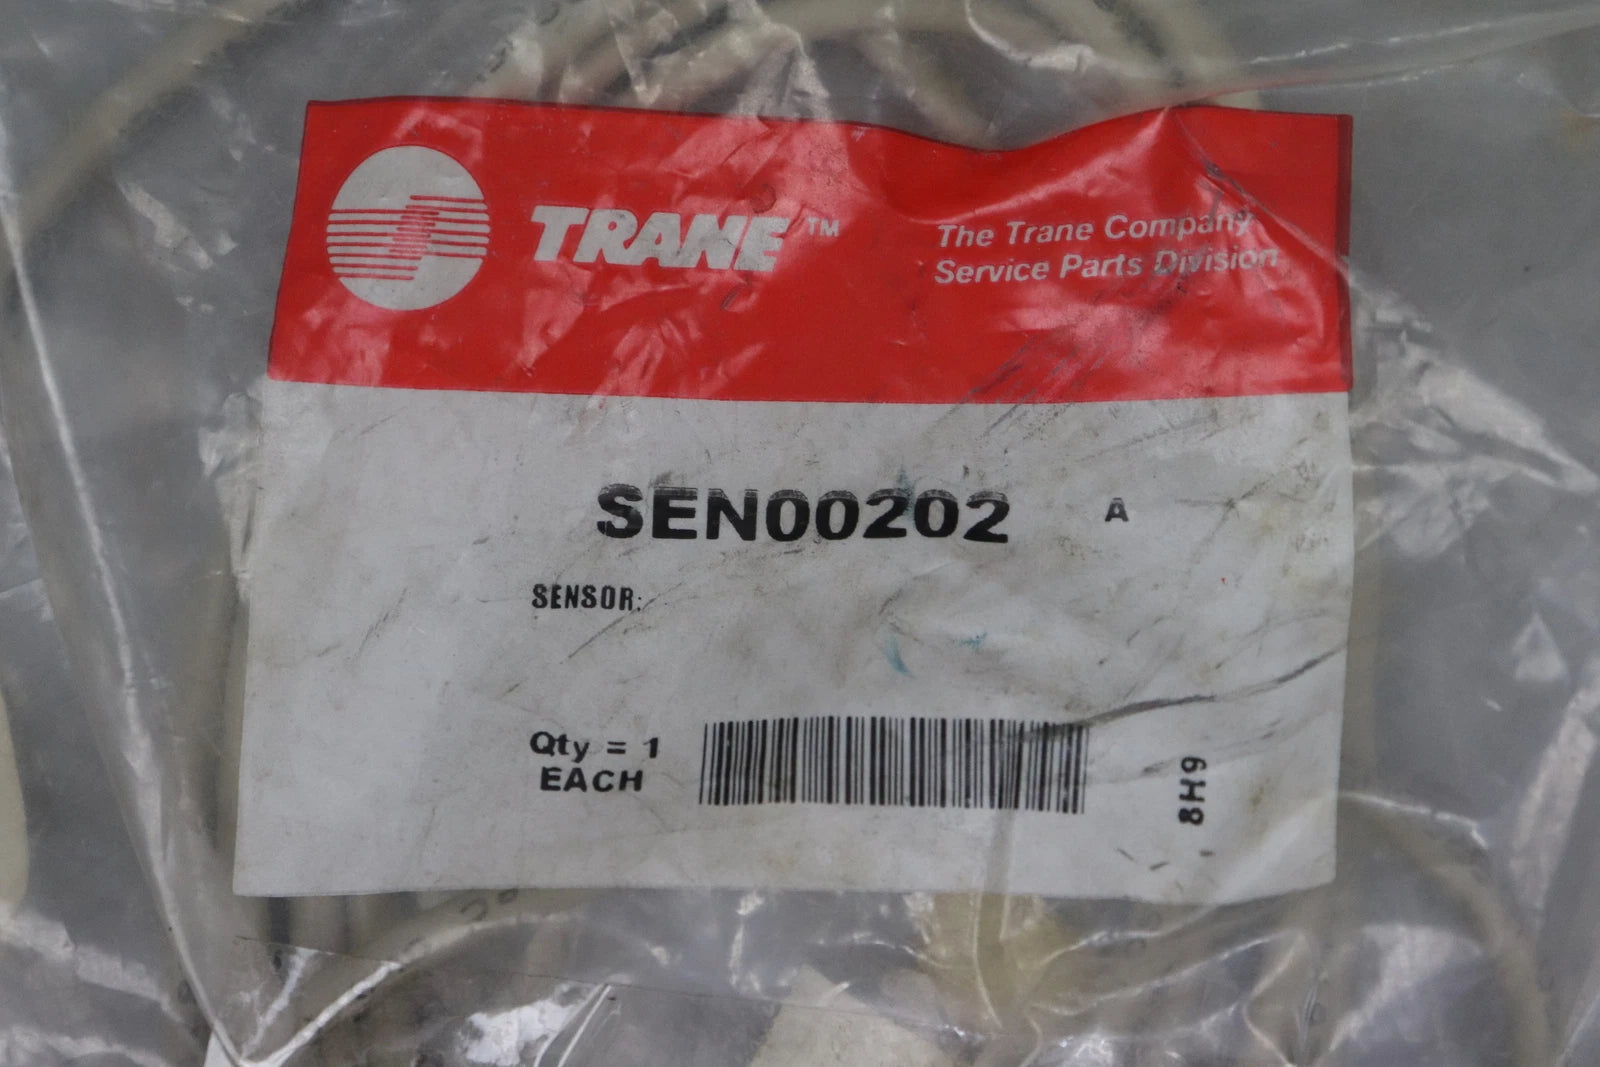 TRANE™
The Trane Company
Service Parts Division
SEN00202 A
SENSOR:
Qty = 1
EACH
8H9